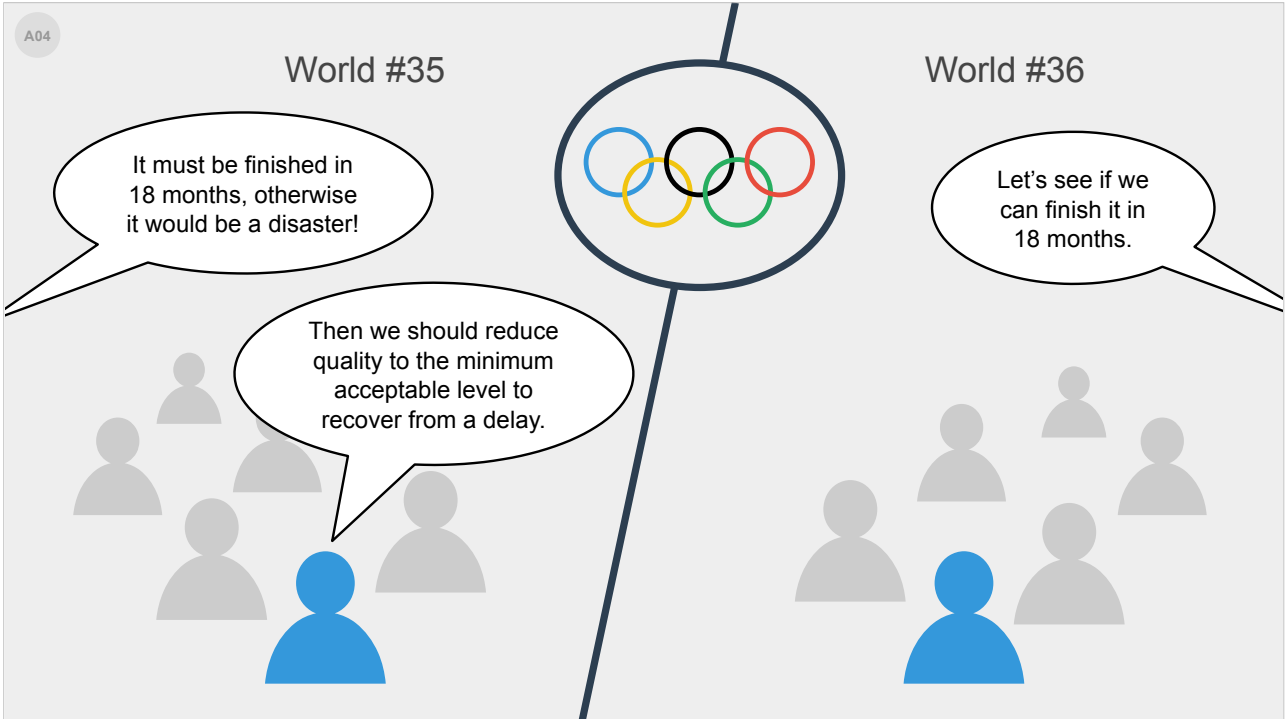 A04
World #35
World #36
It must be finished in
18 months, otherwise
it would be a disaster!
Let’s see if we
can finish it in
18 months.
Then we should reduce
quality to the minimum
acceptable level to
recover from a delay.